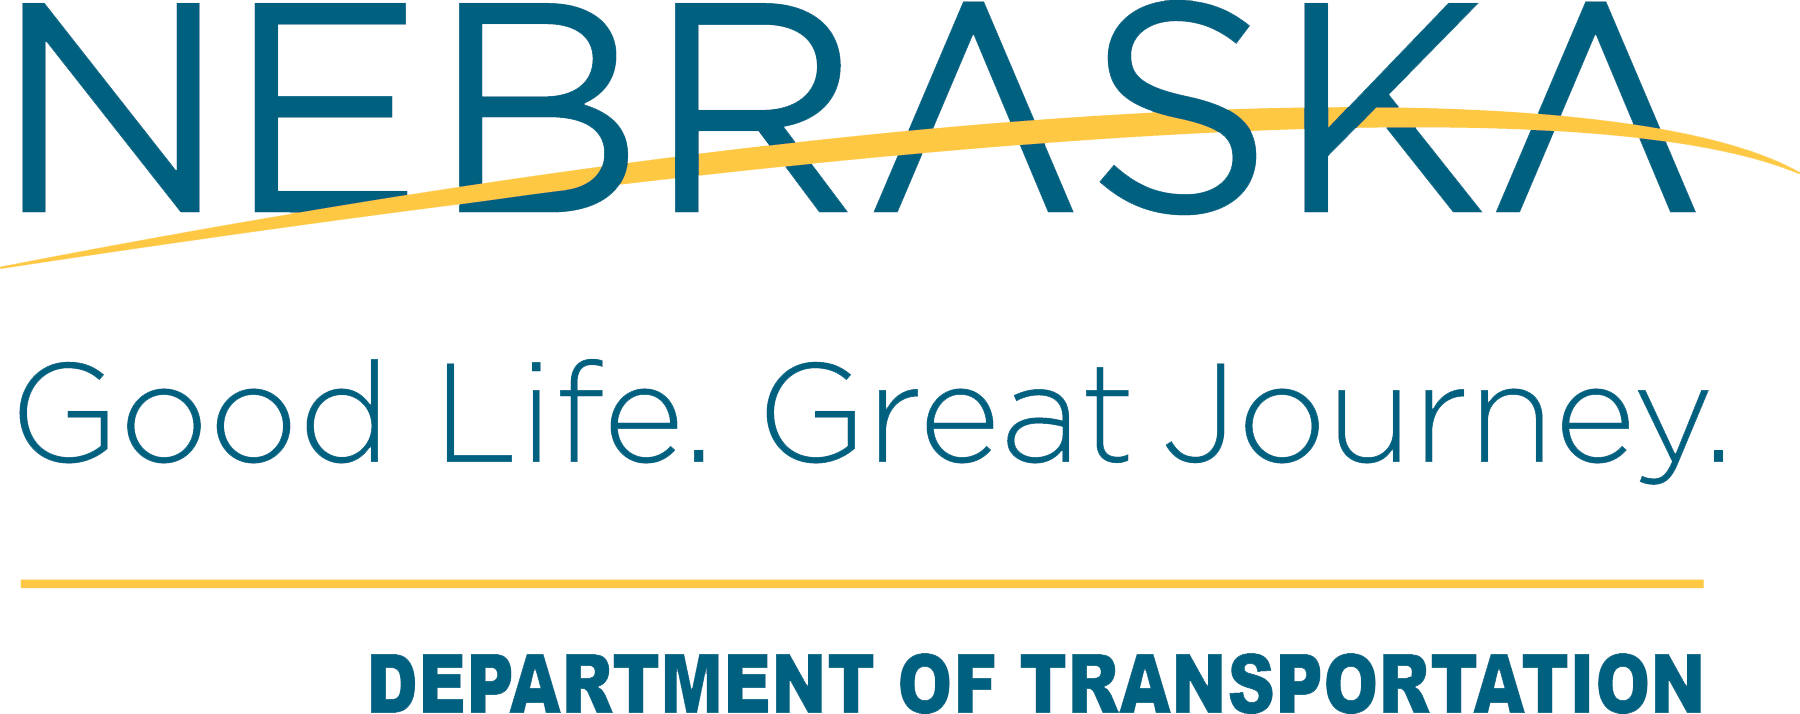 NEBRASKA
Good Life. Great Journey.
DEPARTMENT OF TRANSPORTATION